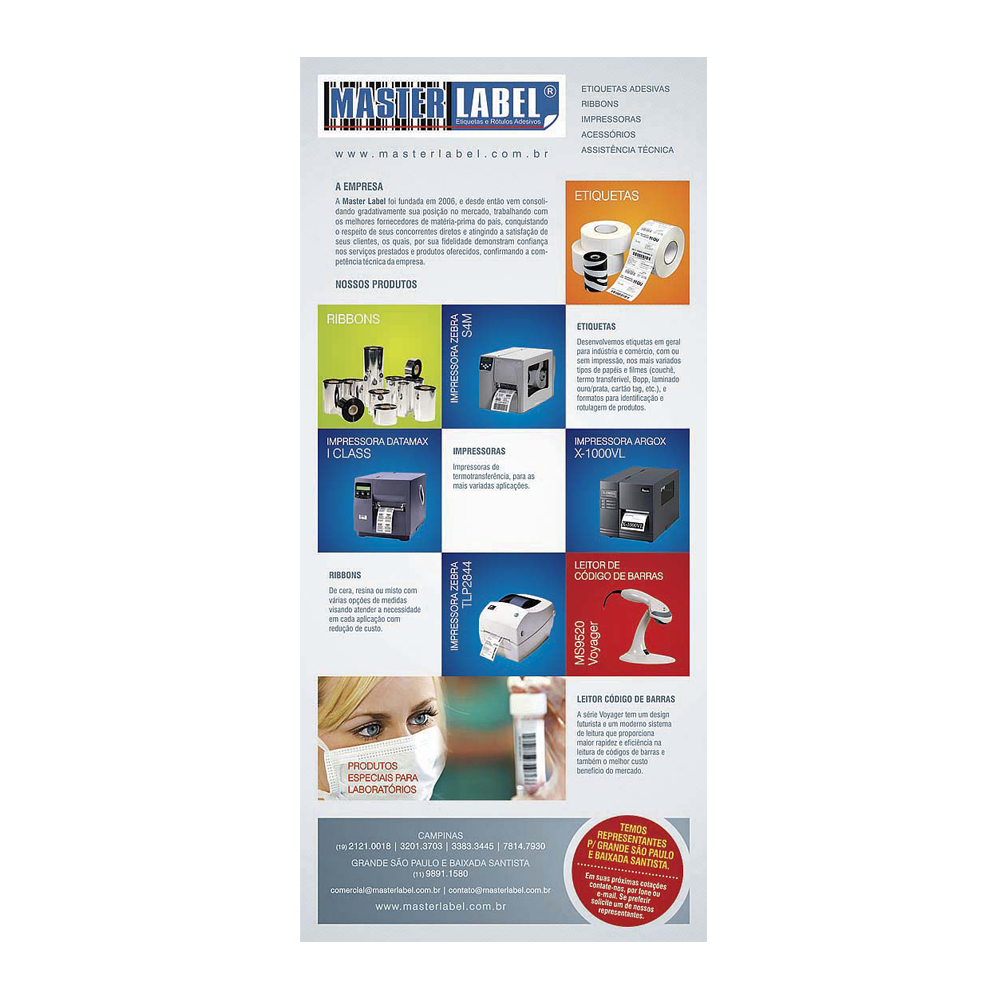 MASTER LABEL ®
Etiquetas e Rótulos Adesivos
www.masterlabel.com.br
ETIQUETAS ADESIVAS
RIBBONS
IMPRESSORAS
ACESSÓRIOS
ASSISTÊNCIA TÉCNICA
A EMPRESA
A Master Label foi fundada em 2006, e desde então vem consoli-
dando gradativamente sua posição no mercado, trabalhando com
os melhores fornecedores de matéria-prima do país, conquistando
o respeito de seus concorrentes diretos e atingindo a satisfação de
seus clientes, os quais, por sua fidelidade demonstram confiança
nos serviços prestados e produtos oferecidos, confirmando a com-
petência técnica da empresa.
NOSSOS PRODUTOS
ETIQUETAS
RIBBONS
IMPRESSORA ZEBRA
S4M
ETIQUETAS
Desenvolvemos etiquetas em geral
para indústria e comércio, com ou
sem impressão, nos mais variados
tipos de papéis e filmes (couchê,
termo transferível, Bopp, laminado
ouro/prata, cartão tag, etc.), e
formatos para identificação e
rotulagem de produtos.
IMPRESSORA DATAMAX
I CLASS
IMPRESSORAS
Impressoras de
termotransferência, para as
mais variadas aplicações.
IMPRESSORA ARGOX
X-1000VL
X-1000VL
RIBBONS
De cera, resina ou misto com
várias opções de medidas
visando atender a necessidade
em cada aplicação com
redução de custo.
IMPRESSORA ZEBRA
TLP2844
LEITOR DE
CÓDIGO DE BARRAS
MS9520
Voyager
PRODUTOS
ESPECIAIS PARA
LABORATÓRIOS
LEITOR CÓDIGO DE BARRAS
A série Voyager tem um design
futurista e um moderno sistema
de leitura que proporciona
maior rapidez e eficiência na
leitura de códigos de barras e
também o melhor custo
benefício do mercado.
CAMPINAS
(19) 2121.0018 | 3201.3703 | 3383.3445 | 7814.7930
GRANDE SÃO PAULO E BAIXADA SANTISTA
(11) 9891.1580
comercial@masterlabel.com.br | contato@masterlabel.com.br
www.masterlabel.com.br
TEMOS
REPRESENTANTES
P/ GRANDE SÃO PAULO
E BAIXADA SANTISTA.
Em suas próximas cotações
contate-nos, por fone ou
e-mail. Se preferir
solicite um de nossos
representantes.